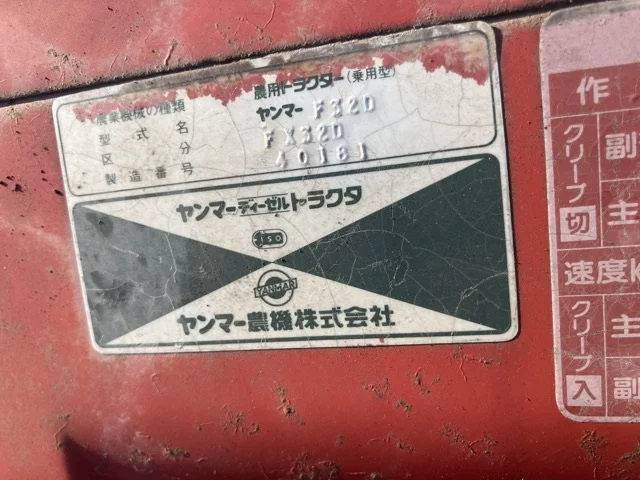 農業機械の種類 農用トラクター(乗用型)
型式名 ヤンマー F32D
区分 FX32D
製造番号 40181
ヤンマーディーゼルトラクタ
ISO
YANMAR
ヤンマー農機株式会社
作
クリープ 切 副
主
速度K
クリープ 入 主
副